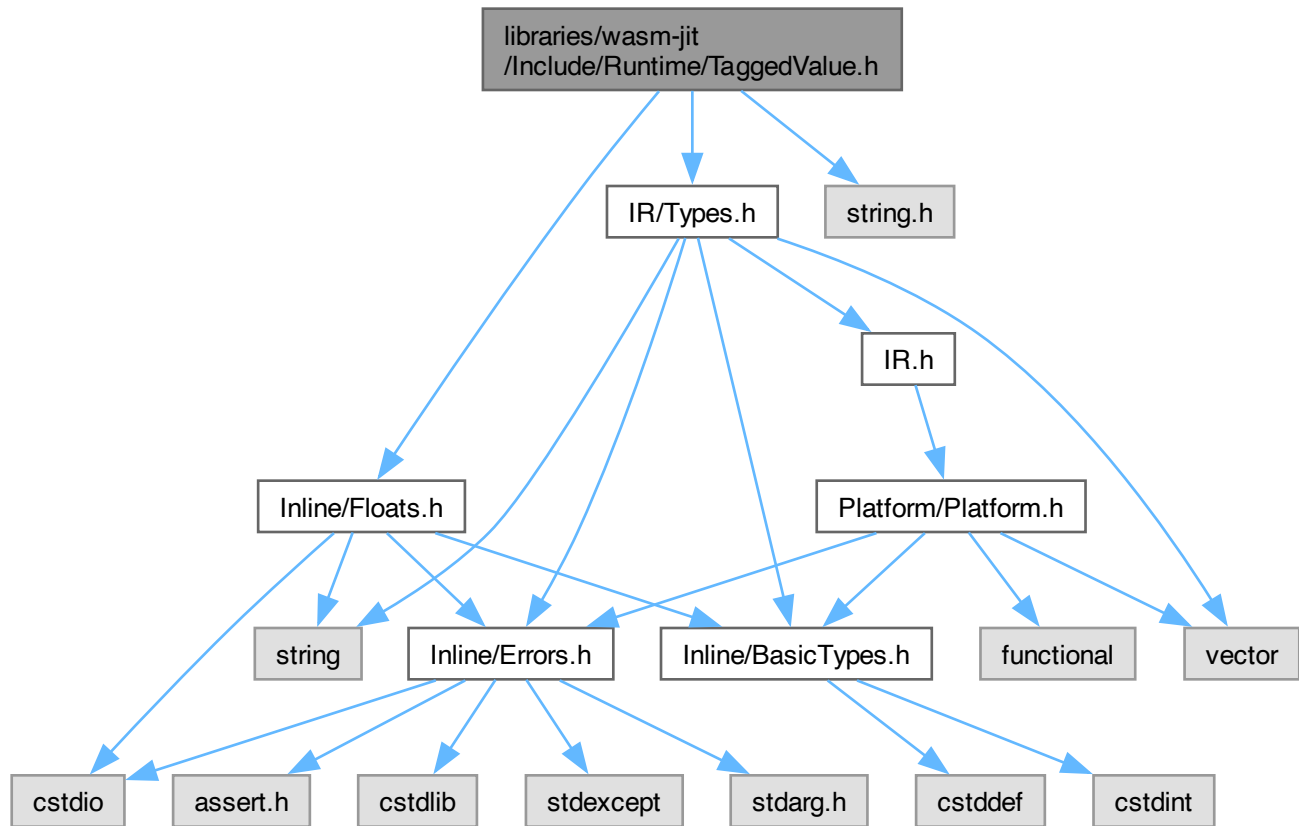 libraries/wasm-jit
/Include/Runtime/TaggedValue.h
IR/Types.h
string.h
IR.h
Inline/Floats.h
Platform/Platform.h
string
Inline/Errors.h
Inline/BasicTypes.h
functional
vector
cstdio
assert.h
cstdlib
stdexcept
stdarg.h
cstddef
cstdint